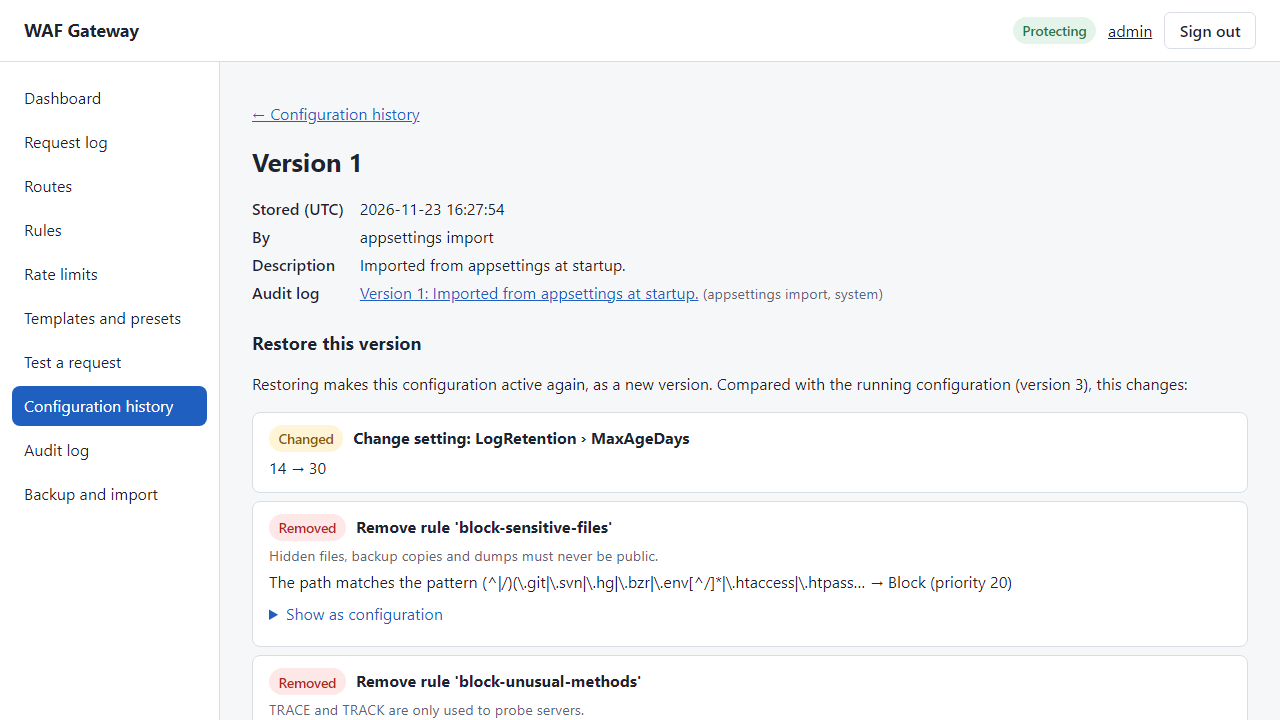 WAF Gateway
Protecting
admin
Sign out
Dashboard
Request log
Routes
Rules
Rate limits
Templates and presets
Test a request
Configuration history
Audit log
Backup and import
← Configuration history
Version 1
Stored (UTC) 2026-11-23 16:27:54
By appsettings import
Description Imported from appsettings at startup.
Audit log Version 1: Imported from appsettings at startup. (appsettings import, system)
Restore this version
Restoring makes this configuration active again, as a new version. Compared with the running configuration (version 3), this changes:
Changed Change setting: LogRetention › MaxAgeDays
14 → 30
Removed Remove rule 'block-sensitive-files'
Hidden files, backup copies and dumps must never be public.
The path matches the pattern (^|/)(\.git|\.svn|\.hg|\.bzr|\.env[^/]*|\.htaccess|\.htpass… → Block (priority 20)
▶ Show as configuration
Removed Remove rule 'block-unusual-methods'
TRACE and TRACK are only used to probe servers.